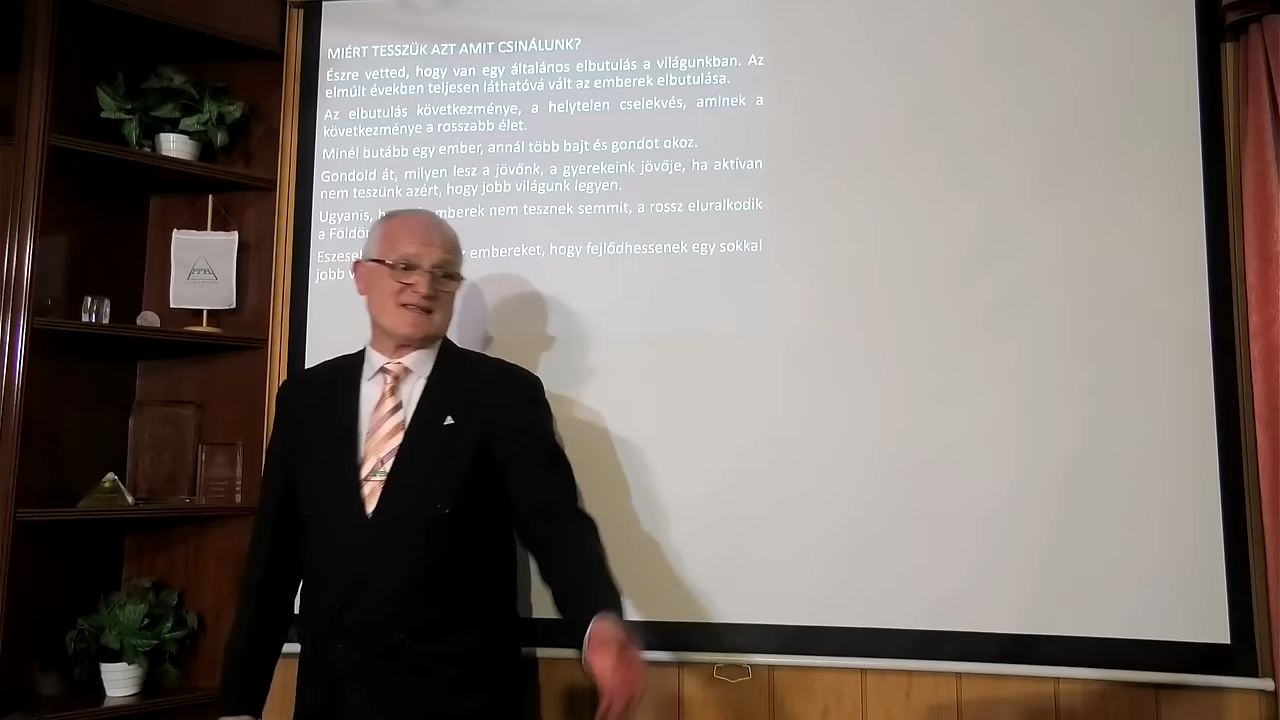 MIÉRT TESSZÜK AZT AMIT CSINÁLUNK?
Észre vetted, hogy van egy általános elbutulás a világunkban. Az
elmúlt években teljesen láthatóvá vált az emberek elbutulása.
Az elbutulás következménye, a helytelen cselekvés, aminek a
következménye a rosszabb élet.
Minél butább egy ember, annál több bajt és gondot okoz.
Gondold át, milyen lesz a jövőnk, a gyerekeink jövője, ha aktívan
nem teszünk azért, hogy jobb világunk legyen.
Ugyanis, emberek nem tesznek semmit, a rossz eluralkodik
a
embereket, hogy fejlődhessenek egy sokkal
jobb